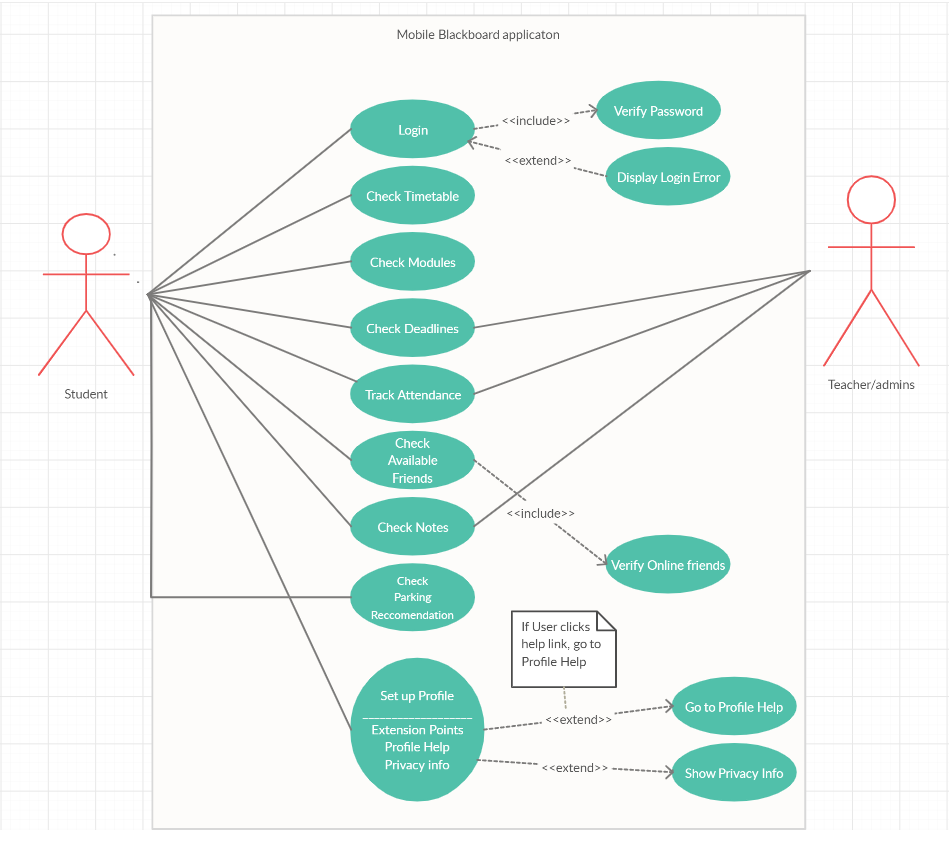 Mobile Blackboard applicaton
Login
<<include>>
Verify Password
<<extend>>
Display Login Error
Check Timetable
Check Modules
Check Deadlines
Track Attendance
Student
Teacher/admins
Check
Available
Friends
<<include>>
Check Notes
Verify Online friends
Check
Parking
Reccomendation
If User clicks
help link, go to
Profile Help
Set up Profile
Extension Points
Profile Help
Privacy info
<<extend>>
Go to Profile Help
<<extend>>
Show Privacy Info